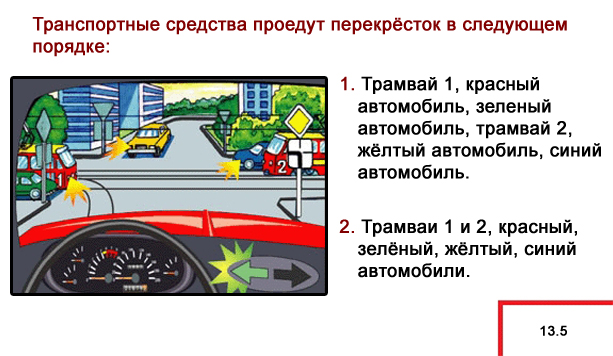 Транспортные средства проедут перекрёсток в следующем
порядке:
1. Трамвай 1, красный
автомобиль, зеленый
автомобиль, трамвай 2,
жёлтый автомобиль, синий
автомобиль.
2. Трамваи 1 и 2, красный,
зелёный, жёлтый, синий
автомобили.
1
2
13.5